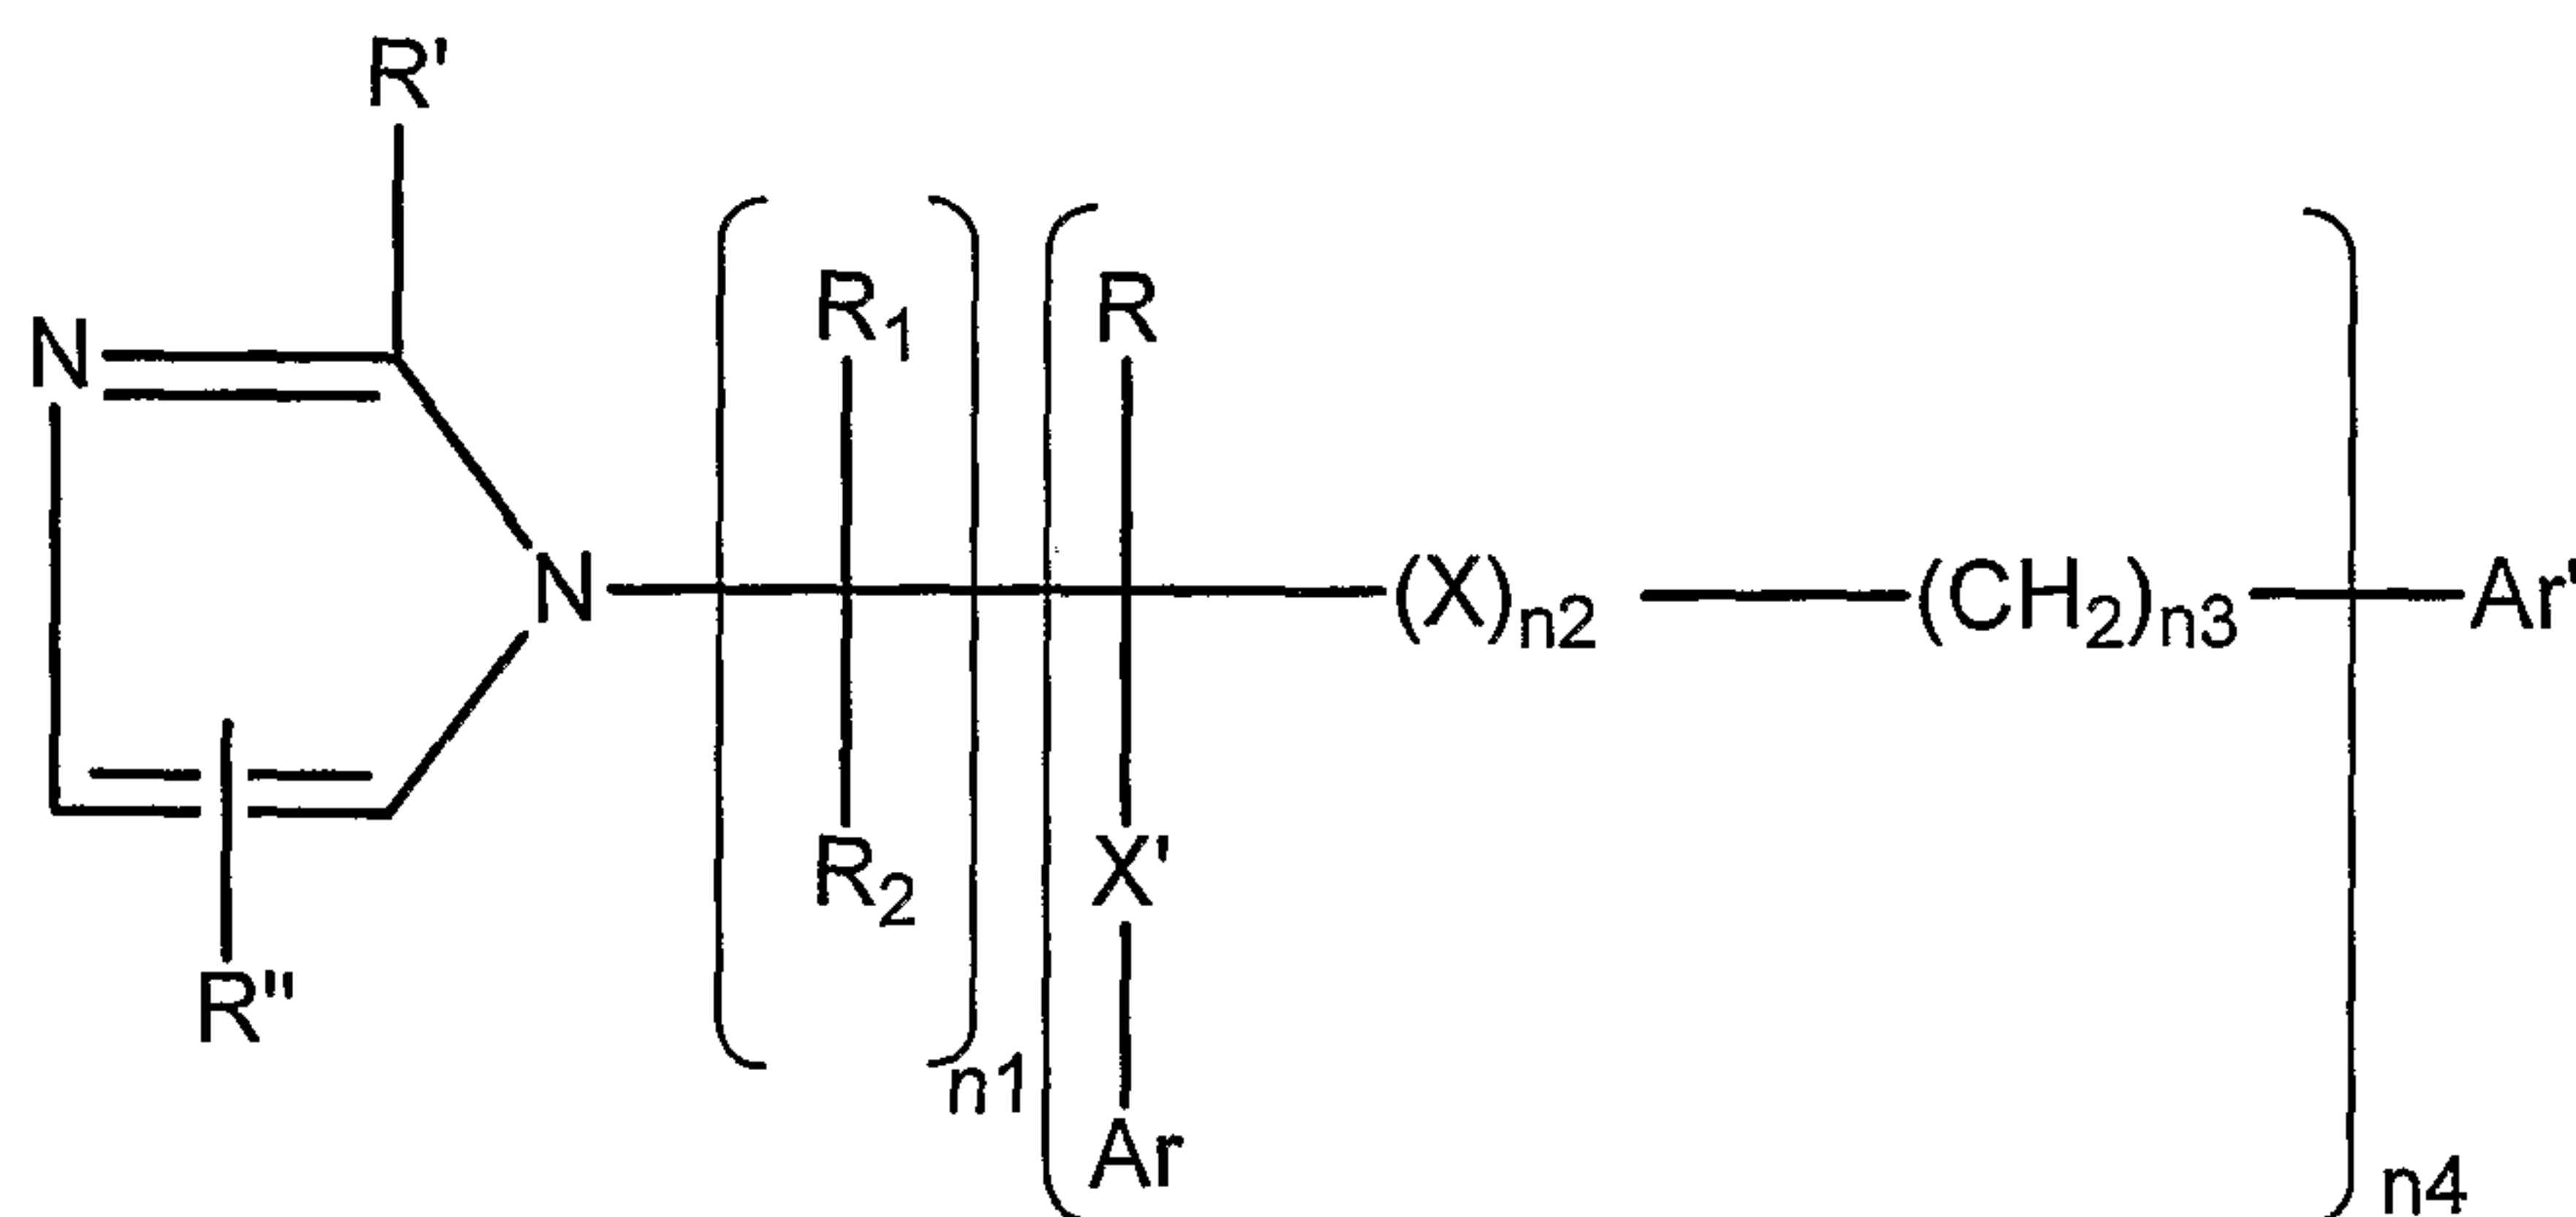 R'
R₁ R
N
N (X)n2 (CH₂)n3 Ar'
R₂ X'
R"
n1
Ar
n4